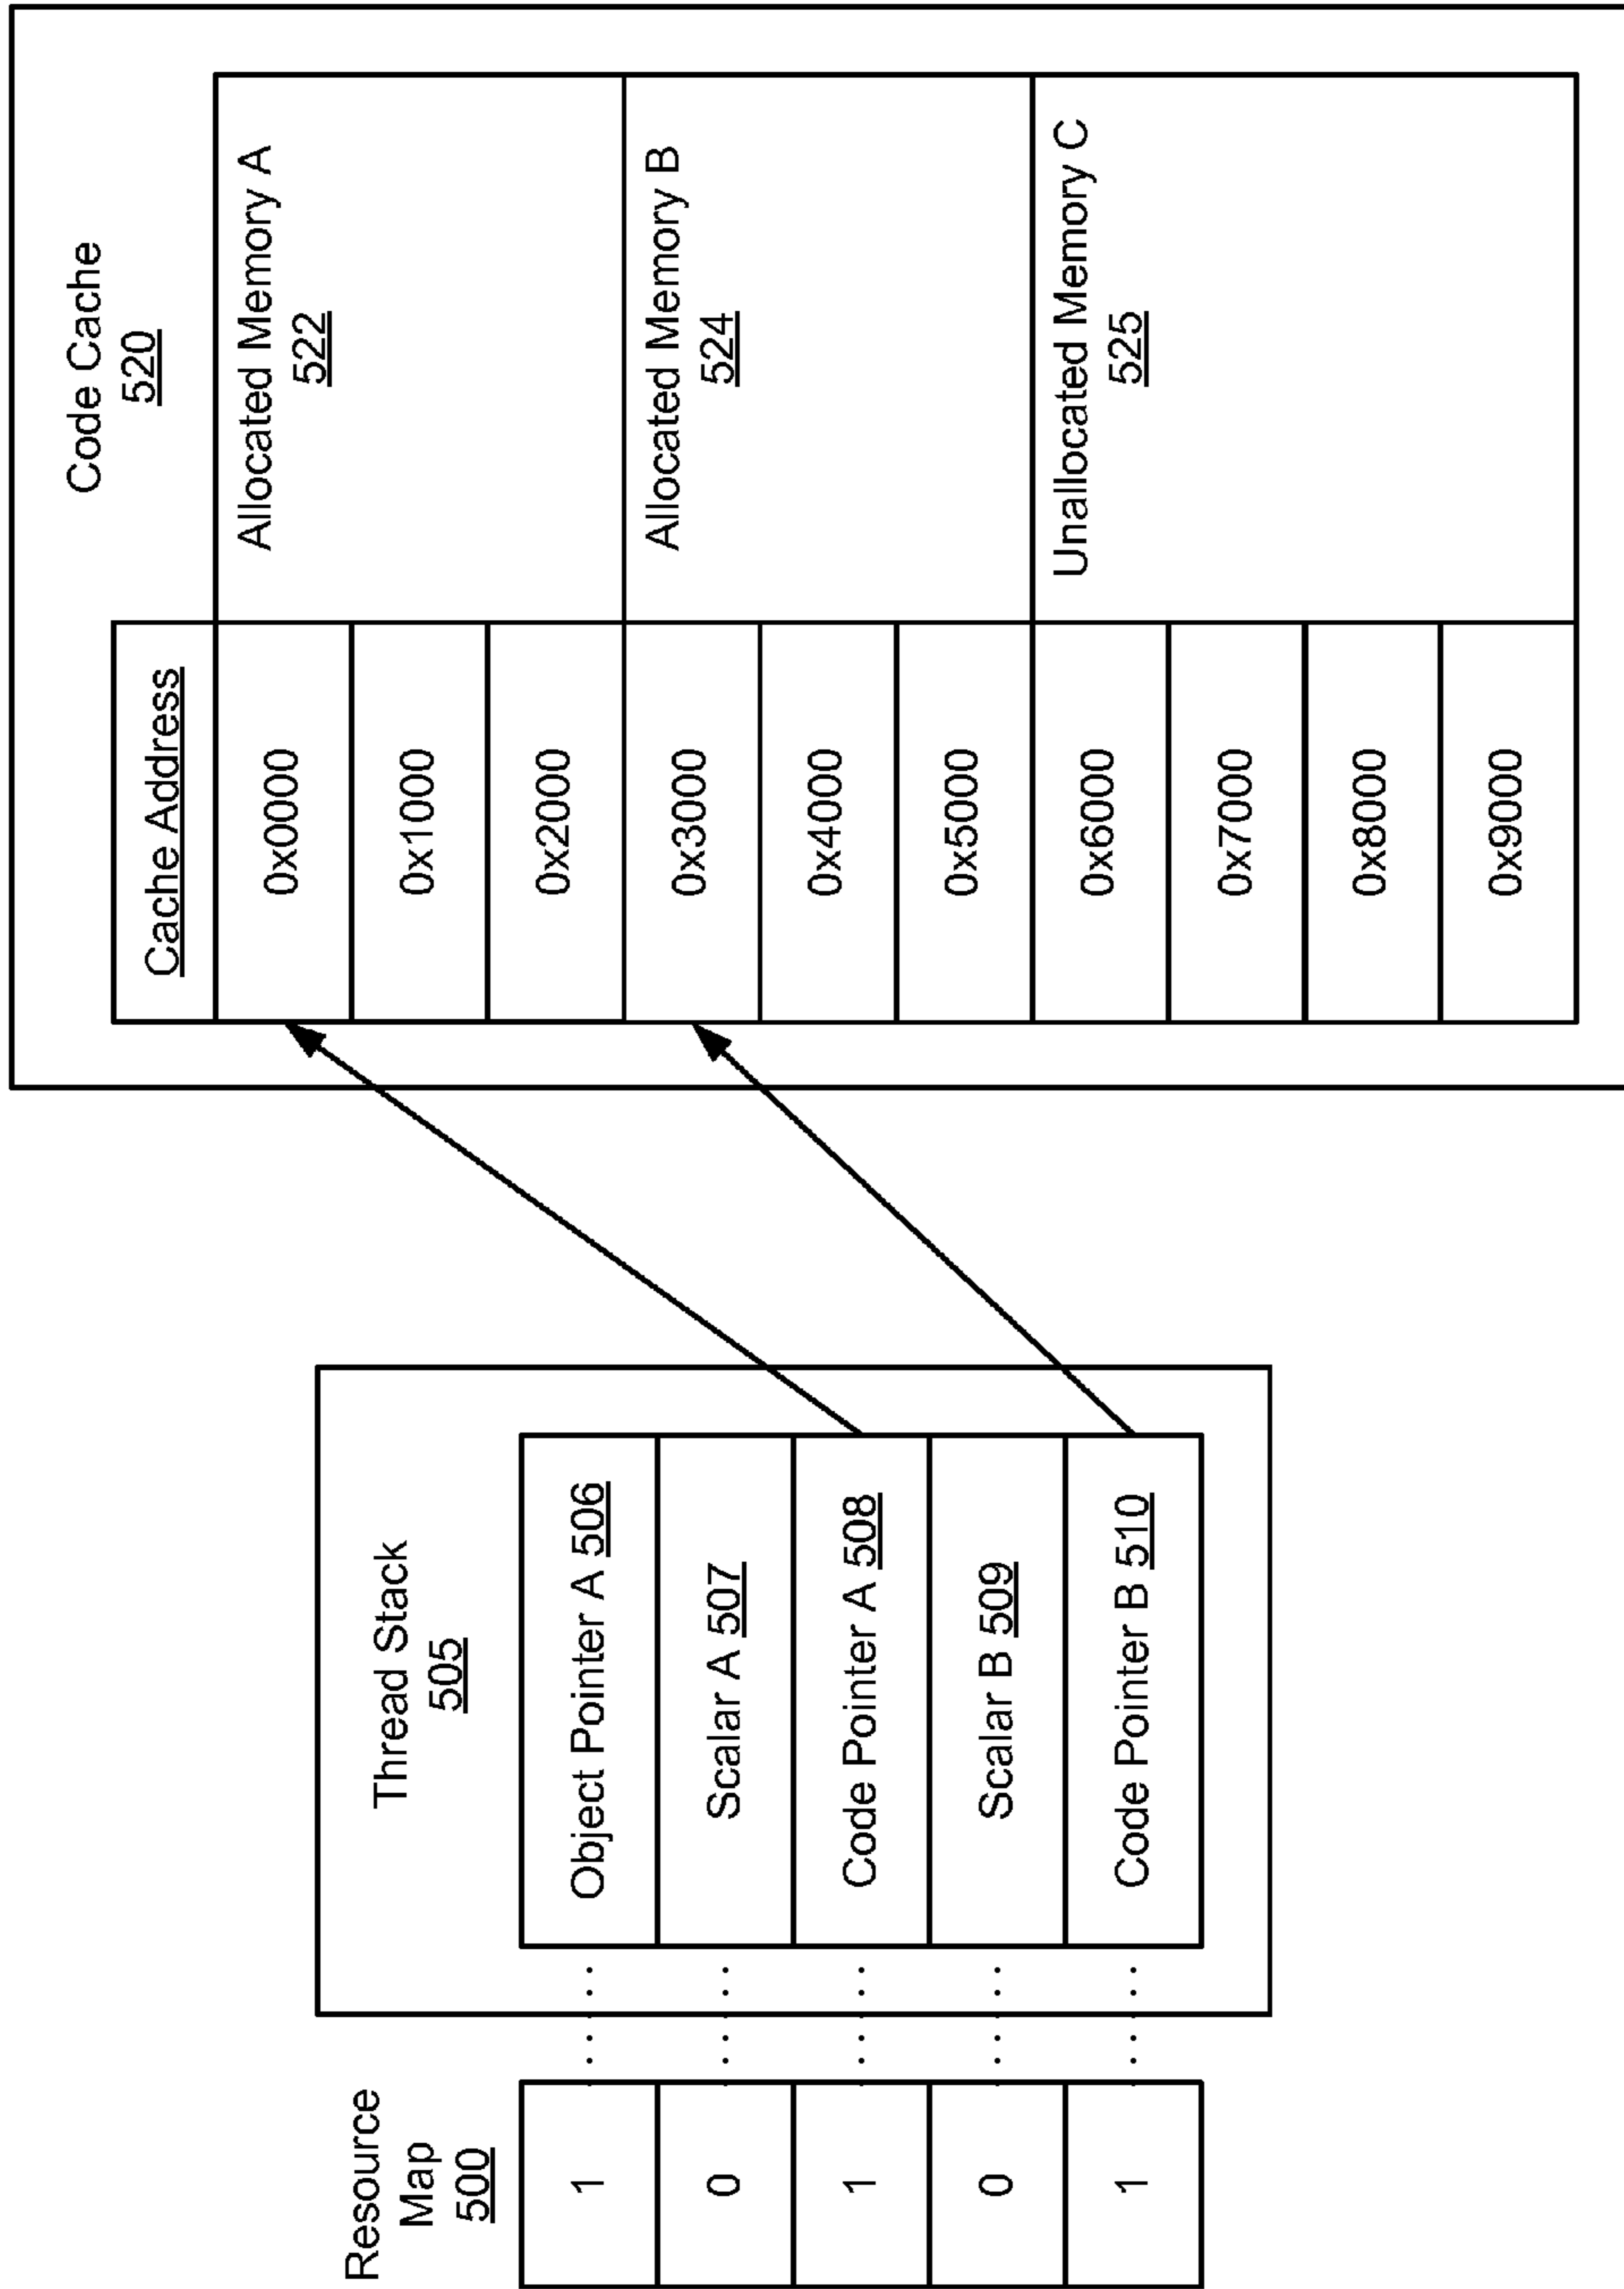 Resource
Map
500
1
0
1
0
1
Thread Stack
505
Object Pointer A 506
Scalar A 507
Code Pointer A 508
Scalar B 509
Code Pointer B 510
Code Cache
520
Cache Address
0x0000
0x1000
0x2000
0x3000
0x4000
0x5000
0x6000
0x7000
0x8000
0x9000
Allocated Memory A
522
Allocated Memory B
524
Unallocated Memory C
525